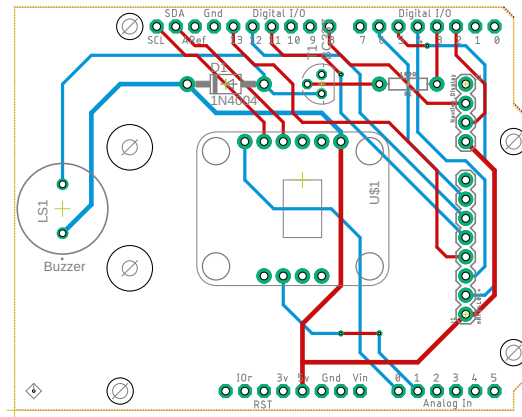 SDA Gnd Digital I/O Digital I/O
SCL ARef 13 12 11 10 9 8 7 6 5 4 3 2 1 0
T1
D1
1N4004
LS1
Buzzer
U$1
IOr 3v 5v Gnd Vin 0 1 2 3 4 5
RST Analog In